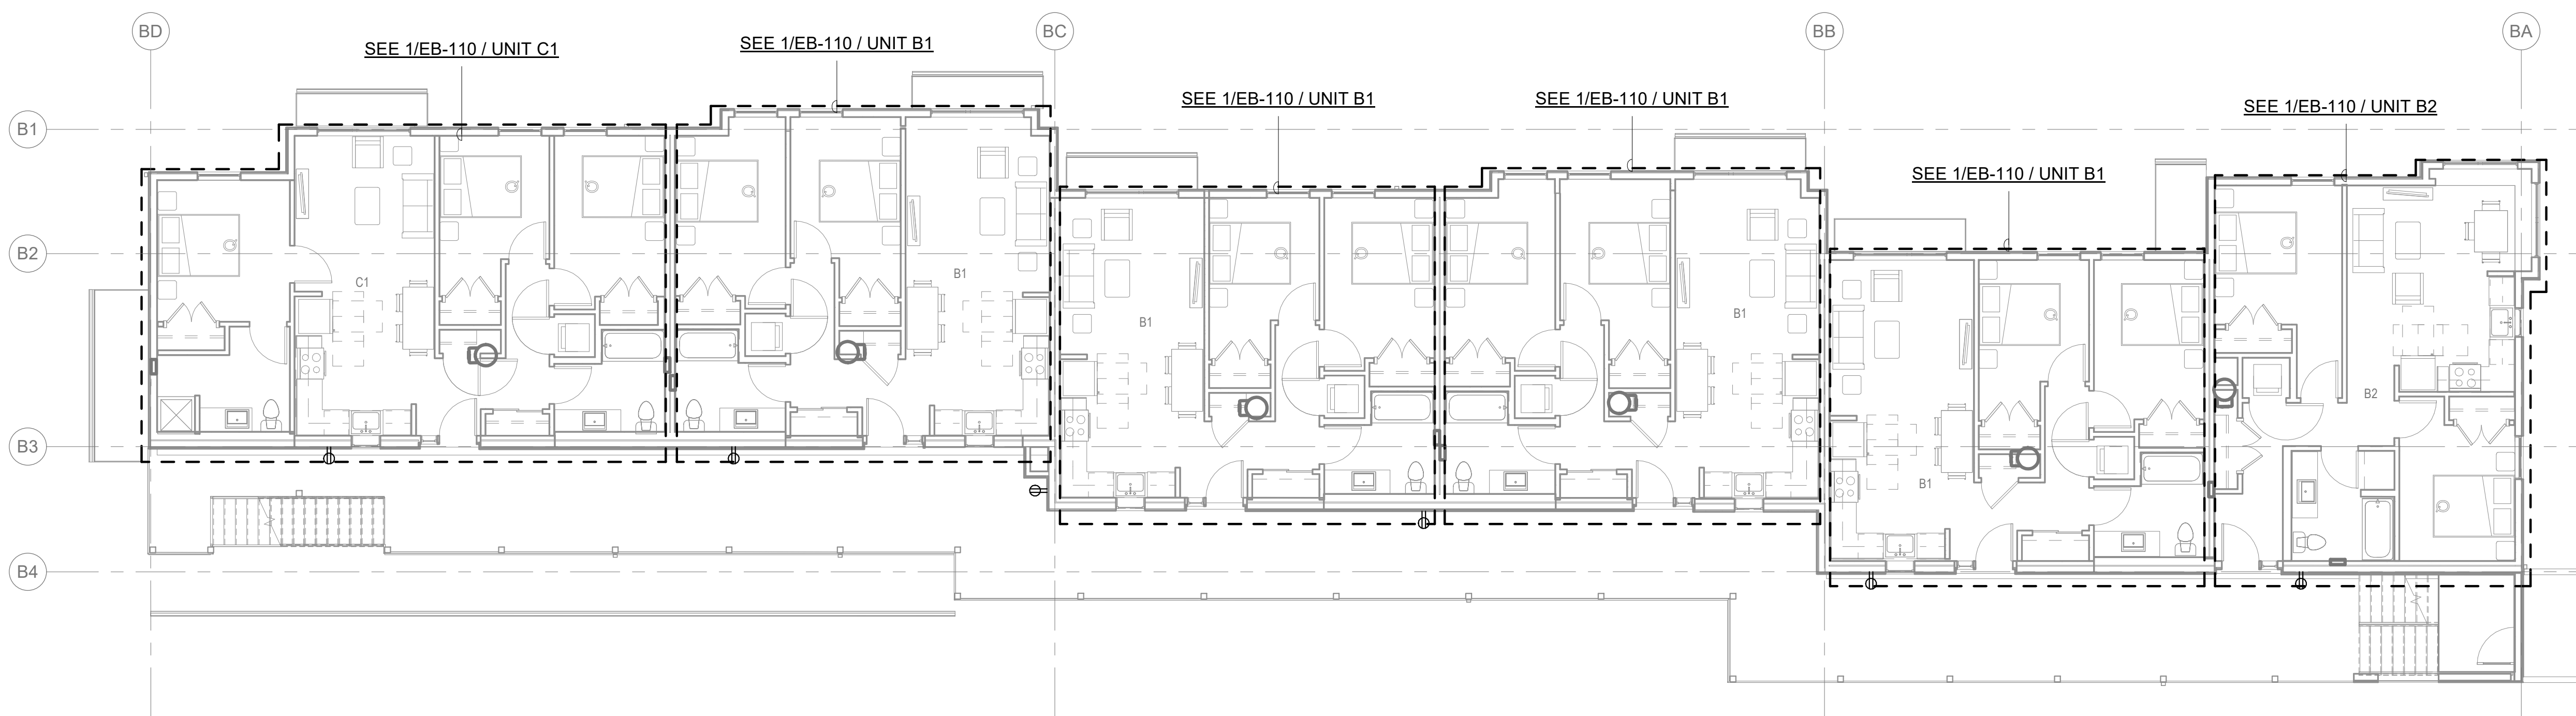 BD
BC
BB
BA
SEE 1/EB-110 / UNIT C1
SEE 1/EB-110 / UNIT B1
SEE 1/EB-110 / UNIT B1
SEE 1/EB-110 / UNIT B1
SEE 1/EB-110 / UNIT B2
SEE 1/EB-110 / UNIT B1
B1
B2
B3
B4
C1
B1
B1
B1
B1
B2